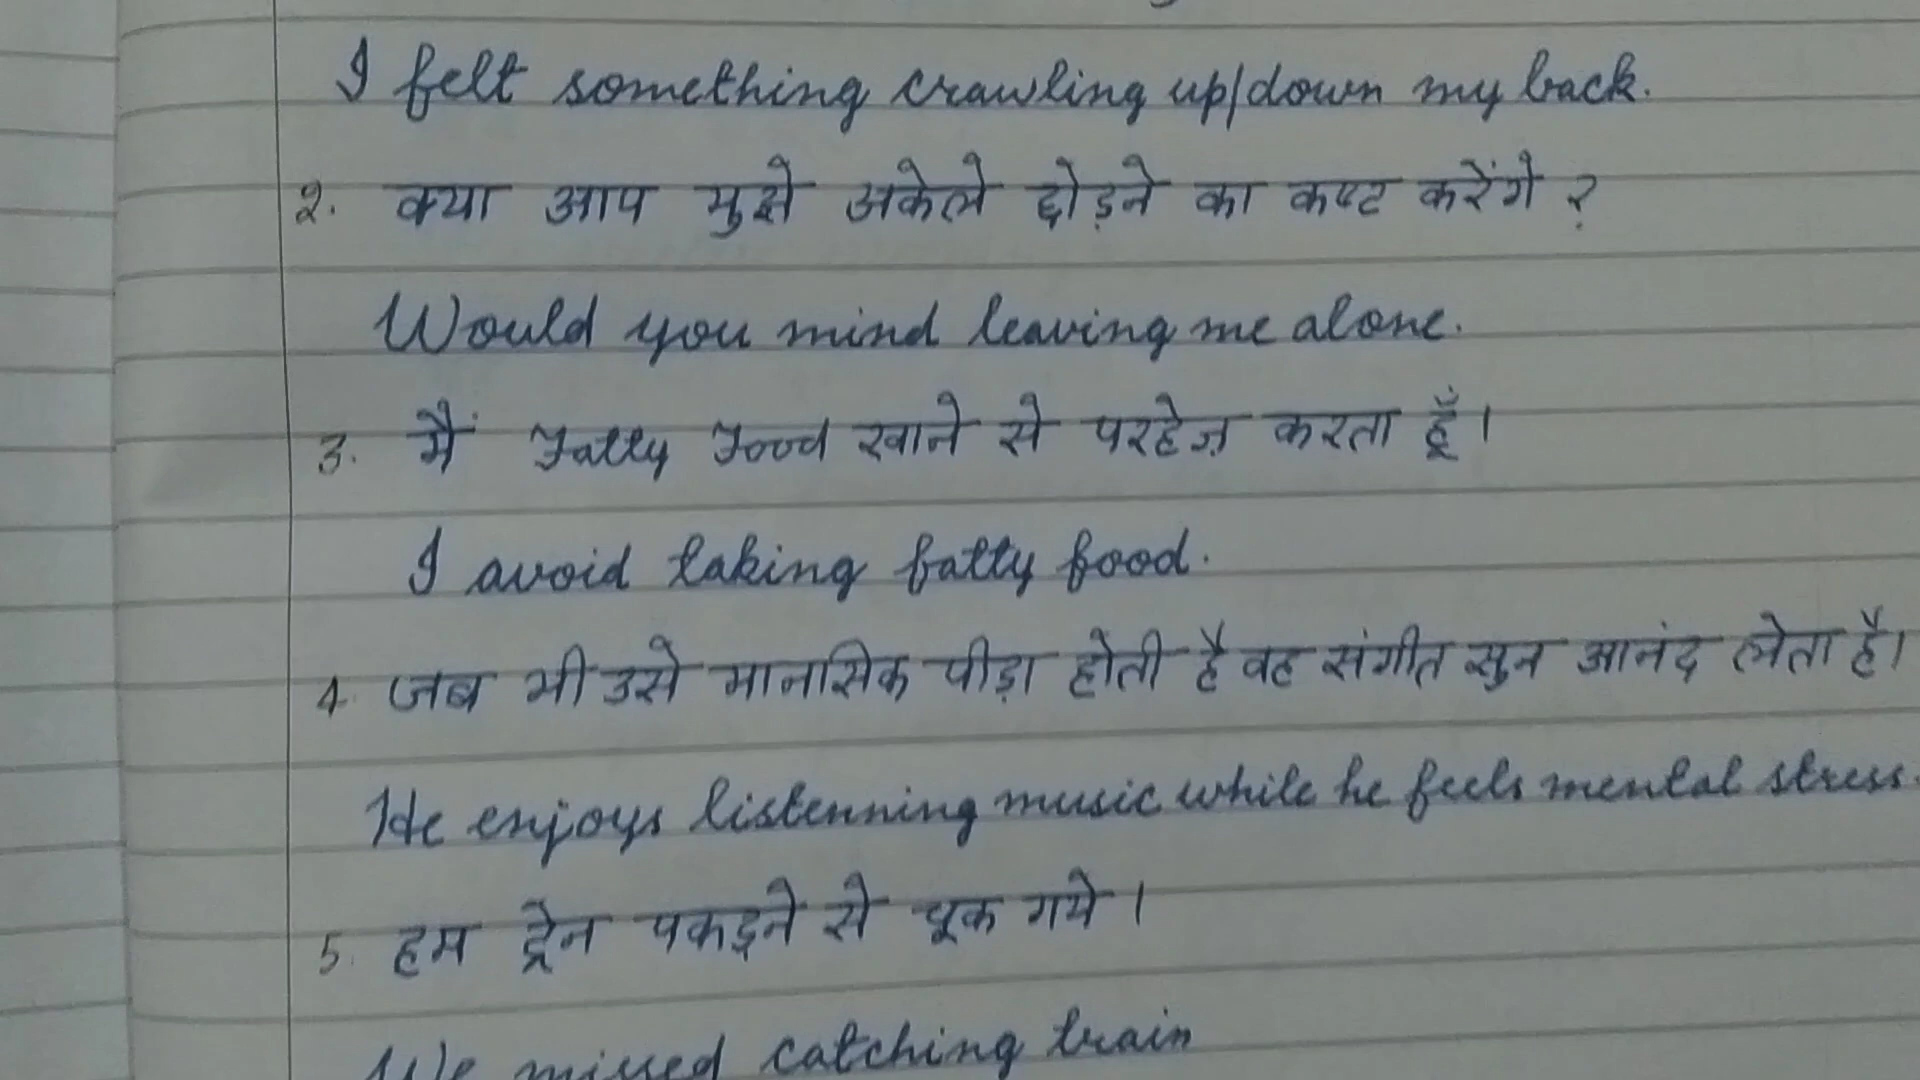 I felt something crawling up/down my back.
2. क्या आप मुझे अकेले छोड़ने का कष्ट करेंगे ?
Would you mind leaving me alone.
3. मैं Fatty Food खाने से परहेज़ करता हूँ।
I avoid taking fatty food.
4. जब भी उसे मानसिक पीड़ा होती है वह संगीत सुन आनंद लेता है।
He enjoys listenning music while he feels mental stress.
5. हम ट्रेन पकड़ने से चूक गये।
We missed catching train